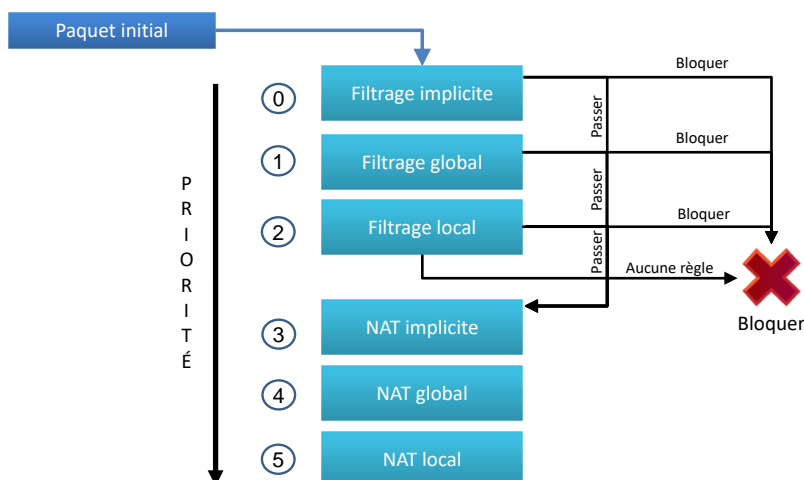 Paquet initial
0
Filtrage implicite
Bloquer
Passer
1
Filtrage global
Bloquer
Passer
2
Filtrage local
Bloquer
Passer
Aucune règle
Bloquer
PRIORITÉ
3
NAT implicite
4
NAT global
5
NAT local